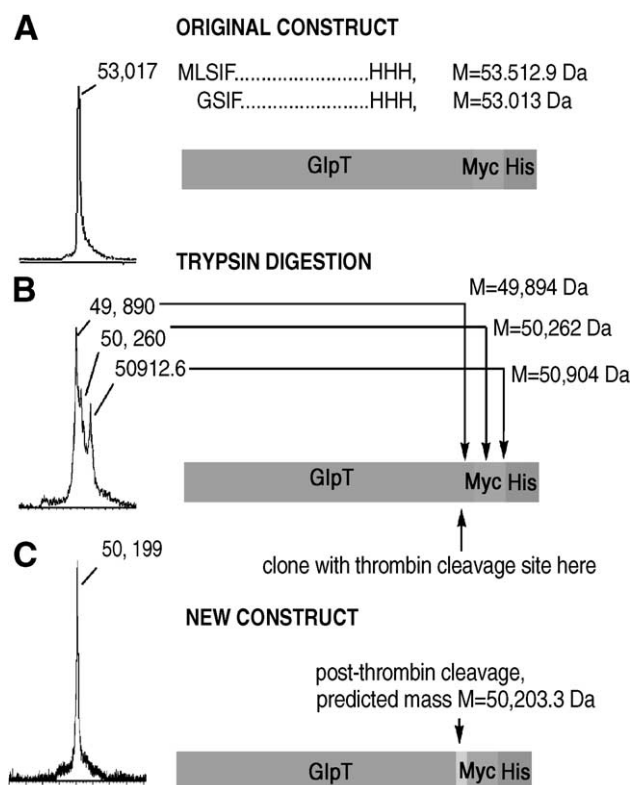 A
ORIGINAL CONSTRUCT
53,017
MLSIF........................HHH, M=53.512.9 Da
GSIF.......................HHH, M=53.013 Da
GlpT Myc His
TRYPSIN DIGESTION
B
M=49,894 Da
49, 890
M=50,262 Da
50, 260
50912.6
M=50,904 Da
GlpT Myc His
clone with thrombin cleavage site here
C
50, 199
NEW CONSTRUCT
post-thrombin cleavage,
predicted mass M=50,203.3 Da
GlpT Myc His